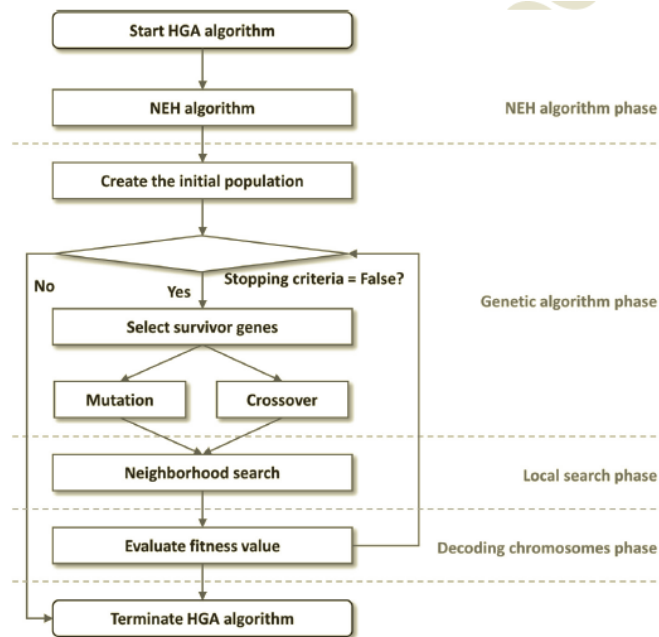 Start HGA algorithm
NEH algorithm
NEH algorithm phase
Create the initial population
Stopping criteria = False?
No
Yes
Genetic algorithm phase
Select survivor genes
Mutation
Crossover
Neighborhood search
Local search phase
Evaluate fitness value
Decoding chromosomes phase
Terminate HGA algorithm